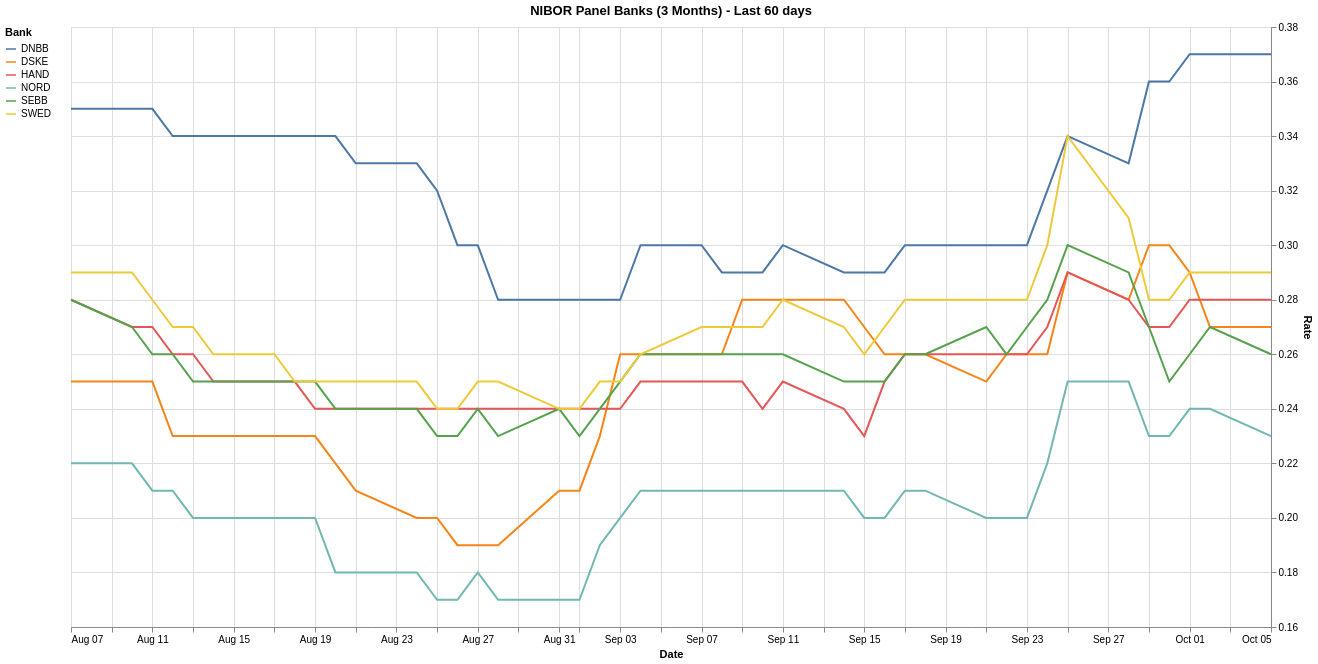 NIBOR Panel Banks (3 Months) - Last 60 days
Bank
DNBB
DSKE
HAND
NORD
SEBB
SWED
0.38
0.36
0.34
0.32
0.30
0.28
0.26
0.24
0.22
0.20
0.18
0.16
Rate
Aug 07 Aug 11 Aug 15 Aug 19 Aug 23 Aug 27 Aug 31 Sep 03 Sep 07 Sep 11 Sep 15 Sep 19 Sep 23 Sep 27 Oct 01 Oct 05
Date